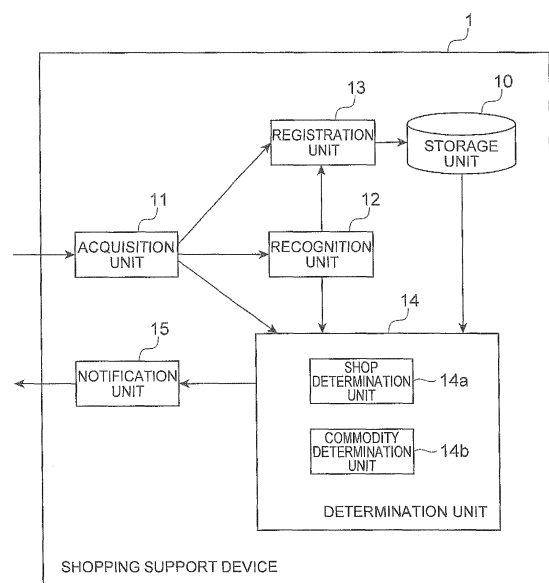 1
10
13
REGISTRATION
UNIT
STORAGE
UNIT
11
12
ACQUISITION
UNIT
RECOGNITION
UNIT
14
15
NOTIFICATION
UNIT
SHOP
DETERMINATION
UNIT
14a
COMMODITY
DETERMINATION
UNIT
14b
DETERMINATION UNIT
SHOPPING SUPPORT DEVICE